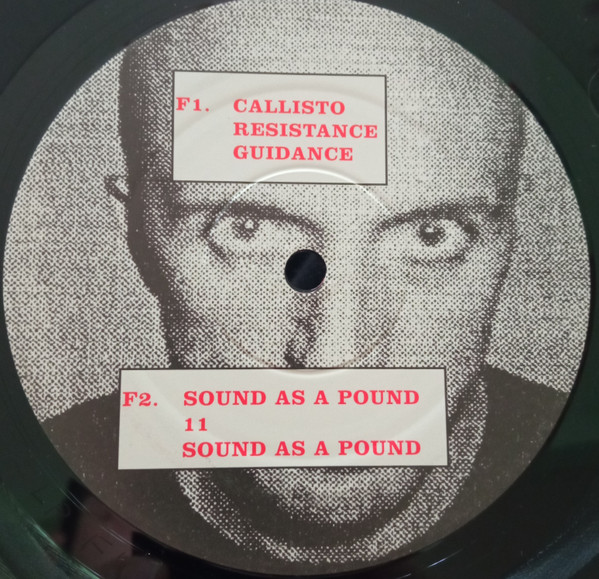 F1. CALLISTO
RESISTANCE
GUIDANCE
F2. SOUND AS A POUND
11
SOUND AS A POUND